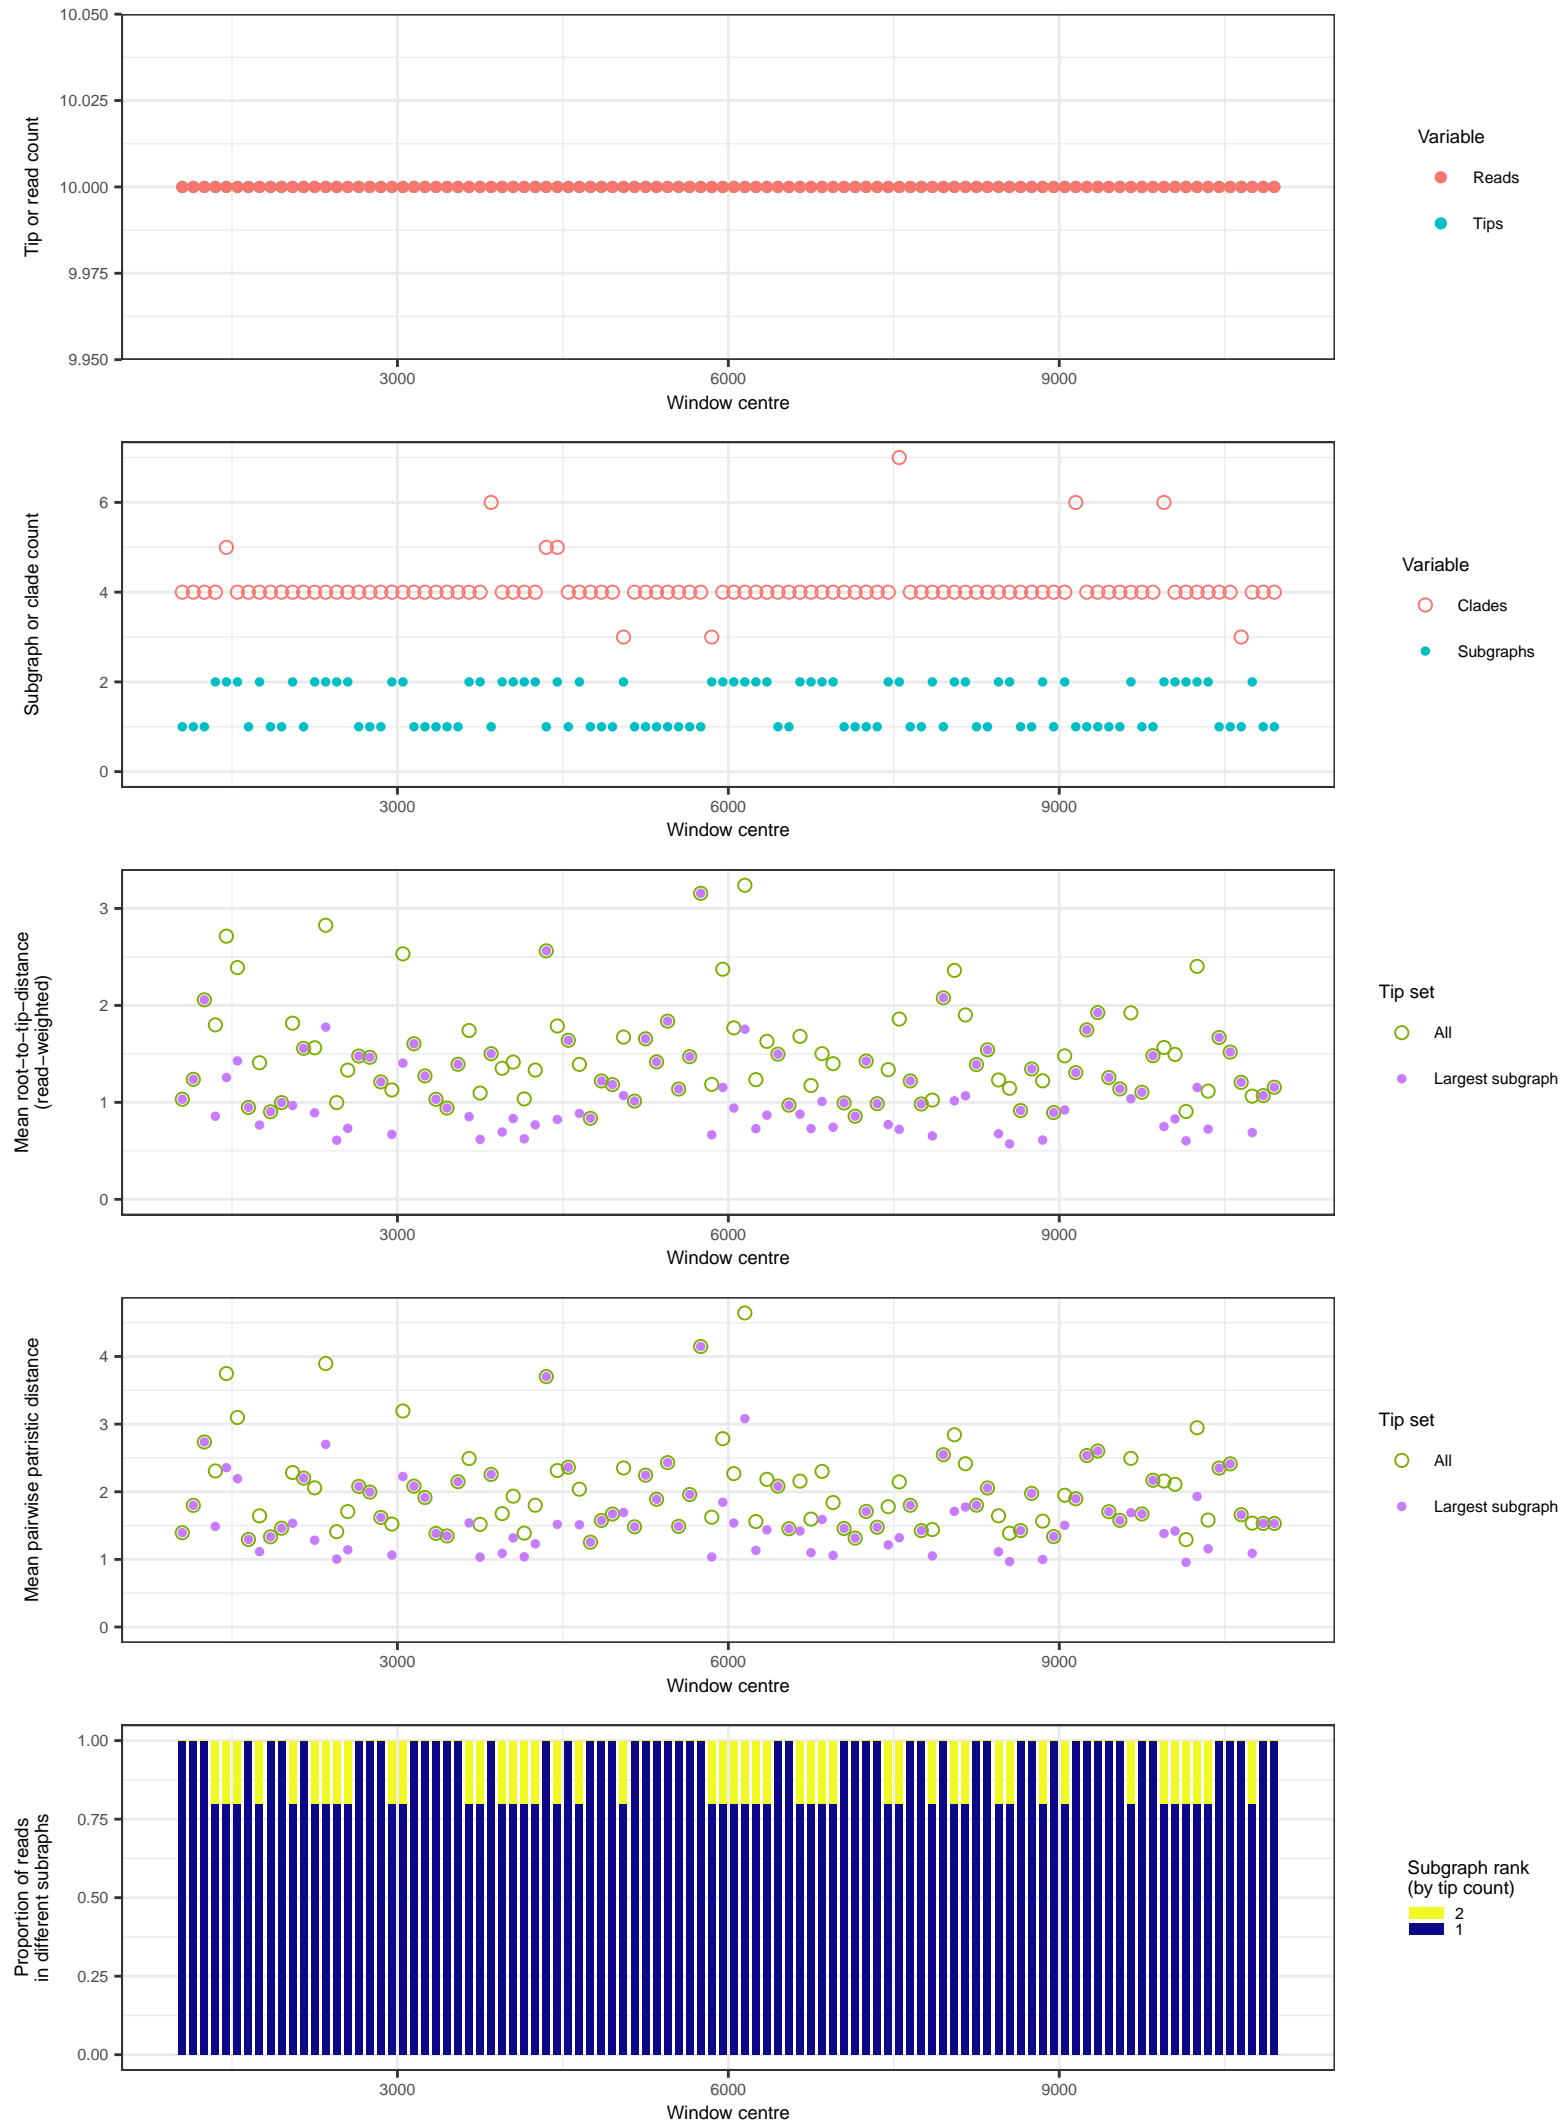 10.050
10.025
10.000
9.975
9.950
Tip or read count
3000 6000 9000
Window centre
Variable
Reads
Tips
6
4
2
0
Subgraph or clade count
3000 6000 9000
Window centre
Variable
Clades
Subgraphs
3
2
1
0
Mean root−to−tip−distance
(read−weighted)
3000 6000 9000
Window centre
Tip set
All
Largest subgraph
4
3
2
1
0
Mean pairwise patristic distance
3000 6000 9000
Window centre
Tip set
All
Largest subgraph
1.00
0.75
0.50
0.25
0.00
Proportion of reads
in different subraphs
3000 6000 9000
Window centre
Subgraph rank
(by tip count)
2
1